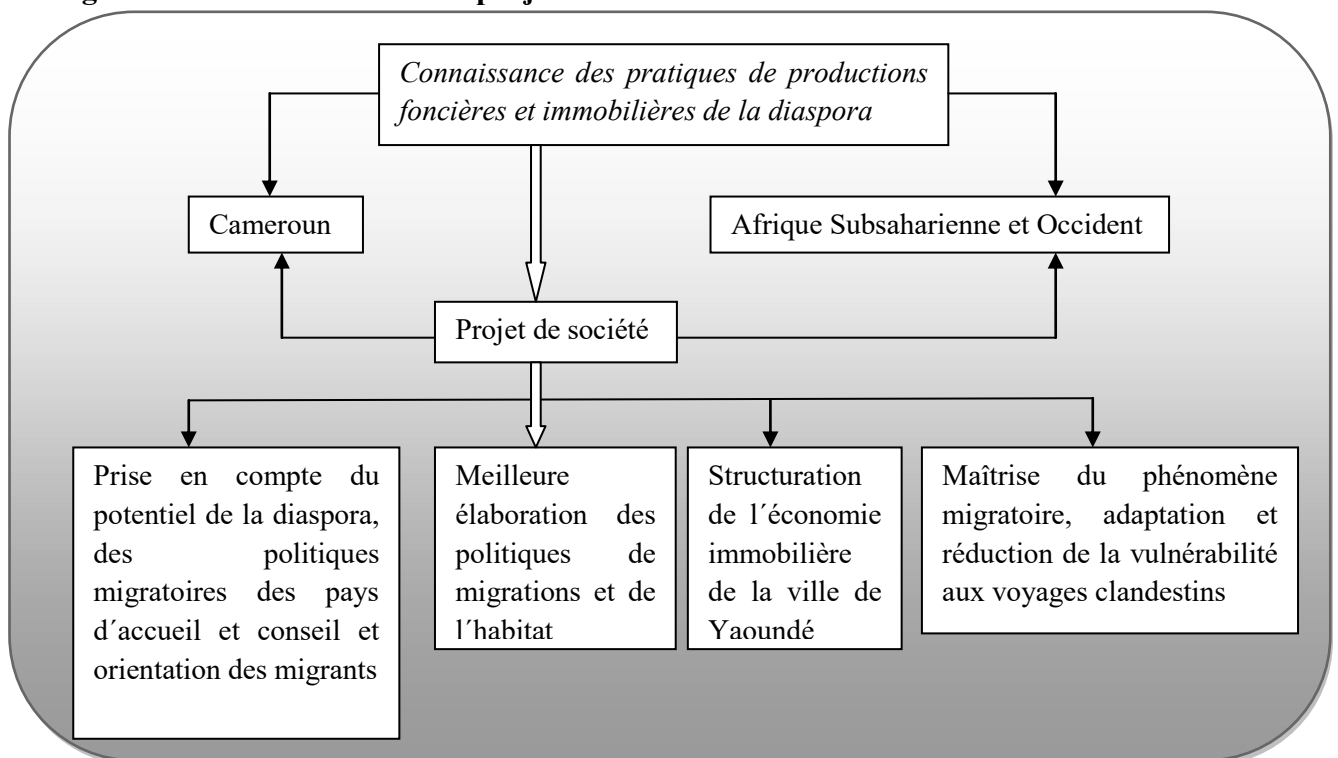 Connaissance des pratiques de productions
foncières et immobilières de la diaspora
Cameroun
Afrique Subsaharienne et Occident
Projet de société
Prise en compte du
potentiel de la diaspora,
des politiques
migratoires des pays
d´accueil et conseil et
orientation des migrants
Meilleure
élaboration des
politiques de
migrations et de
l´habitat
Structuration
de l´économie
immobilière
de la ville de
Yaoundé
Maîtrise du phénomène
migratoire, adaptation et
réduction de la vulnérabilité
aux voyages clandestins